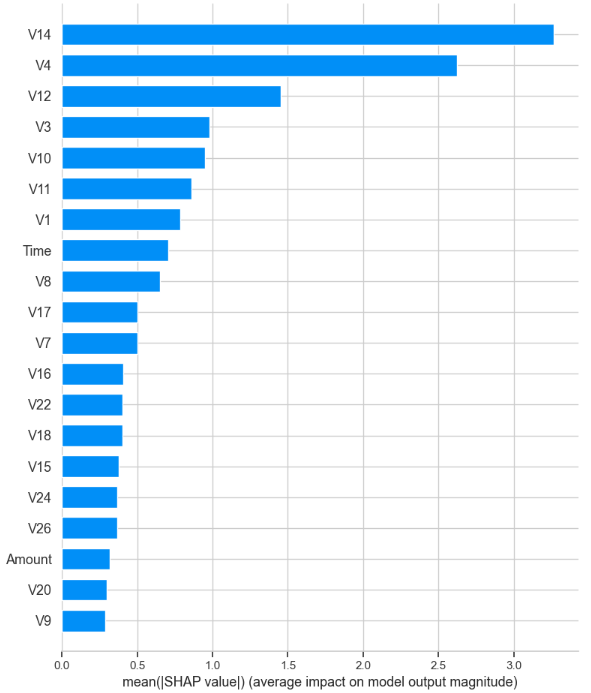 V14
V4
V12
V3
V10
V11
V1
Time
V8
V17
V7
V16
V22
V18
V15
V24
V26
Amount
V20
V9
0.0 0.5 1.0 1.5 2.0 2.5 3.0
mean(|SHAP value|) (average impact on model output magnitude)